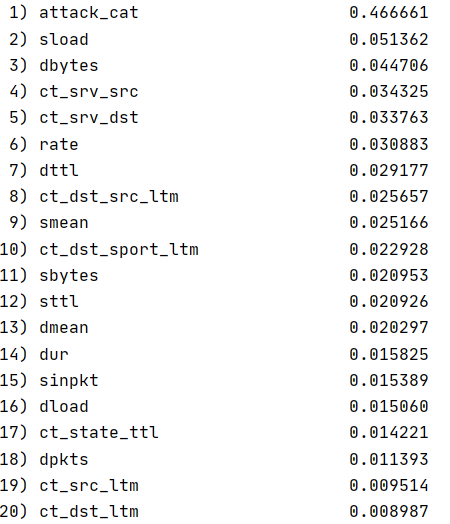 1) attack_cat 0.466661
2) sload 0.051362
3) dbytes 0.044706
4) ct_srv_src 0.034325
5) ct_srv_dst 0.033763
6) rate 0.030883
7) dttl 0.029177
8) ct_dst_src_ltm 0.025657
9) smean 0.025166
10) ct_dst_sport_ltm 0.022928
11) sbytes 0.020953
12) sttl 0.020926
13) dmean 0.020297
14) dur 0.015825
15) sinpkt 0.015389
16) dload 0.015060
17) ct_state_ttl 0.014221
18) dpkts 0.011393
19) ct_src_ltm 0.009514
20) ct_dst_ltm 0.008987